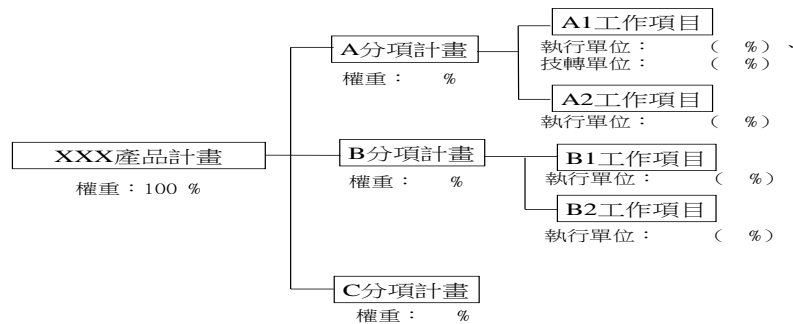 A1工作項目
A分項計畫
執行單位： （ %）、
技轉單位： （ %）
權重： %
A2工作項目
執行單位： （ %）
XXX產品計畫
B分項計畫
B1工作項目
權重：100 %
權重： %
執行單位： （ %）
B2工作項目
執行單位： （ %）
C分項計畫
權重： %